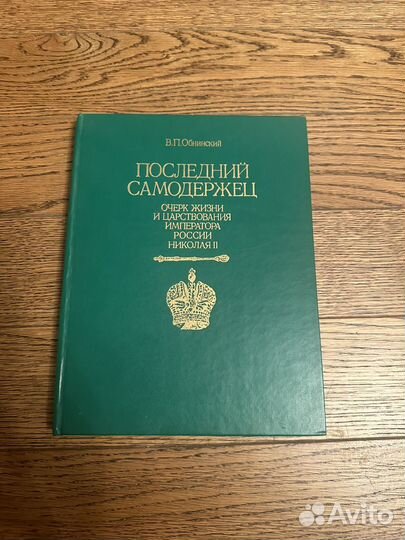 В.П.Обнинский
ПОСЛЕДНИЙ
САМОДЕРЖЕЦ
ОЧЕРК ЖИЗНИ
И ЦАРСТВОВАНИЯ
ИМПЕРАТОРА
РОССИИ
НИКОЛАЯ II
Avito